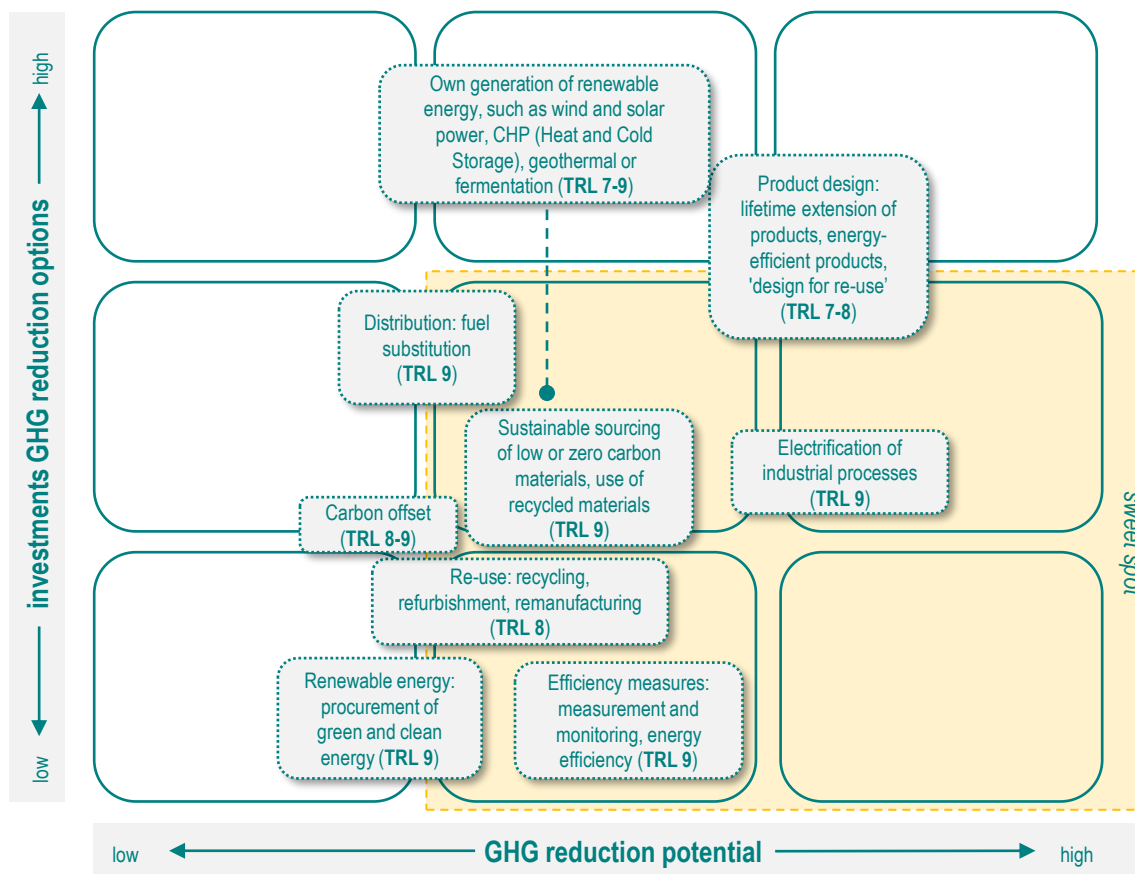 high
investments GHG reduction options
low
Own generation of renewable
energy, such as wind and solar
power, CHP (Heat and Cold
Storage), geothermal or
fermentation (TRL 7-9)
Product design:
lifetime extension of
products, energy-
efficient products,
'design for re-use’
(TRL 7-8)
Distribution: fuel
substitution
(TRL 9)
Sustainable sourcing
of low or zero carbon
materials, use of
recycled materials
(TRL 9)
Electrification of
industrial processes
(TRL 9)
sweet spot
Carbon offset
(TRL 8-9)
Re-use: recycling,
refurbishment, remanufacturing
(TRL 8)
Renewable energy:
procurement of
green and clean
energy (TRL 9)
Efficiency measures:
measurement and
monitoring, energy
efficiency (TRL 9)
low
GHG reduction potential
high